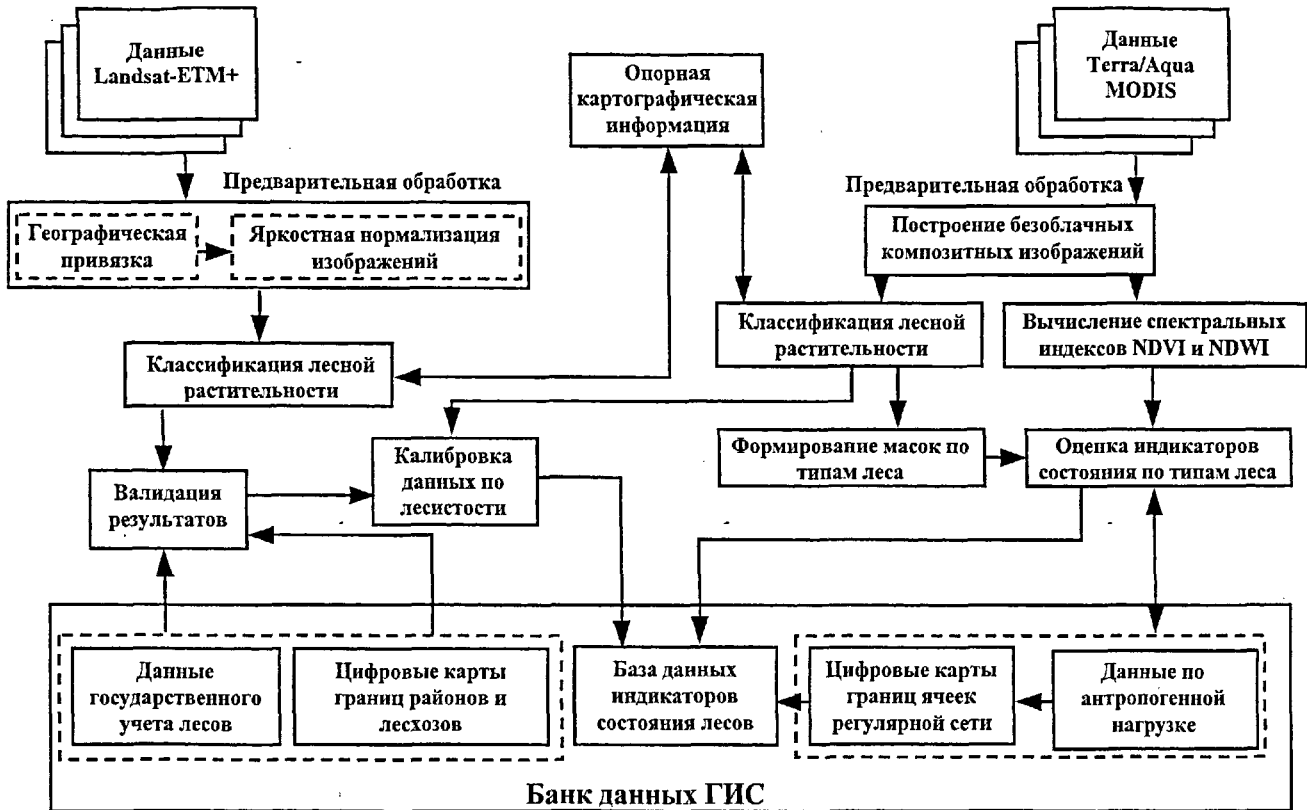 Данные
Landsat-ETM+
Опорная
картографическая
информация
Данные
Terra/Aqua
MODIS
Предварительная обработка
Географическая
привязка
Яркостная нормализация
изображений
Предварительная обработка
Построение безоблачных
композитных изображений
Классификация лесной
растительности
Классификация лесной
растительности
Вычисление спектральных
индексов NDVI и NDWI
Валидация
результатов
Калибровка
данных по
лесистости
Формирование масок по
типам леса
Оценка индикаторов
состояния по типам леса
Данные
государственного
учета лесов
Цифровые карты
границ районов и
лесхозов
База данных
индикаторов
состояния лесов
Цифровые карты
границ ячеек
регулярной сети
Данные по
антропогенной
нагрузке
Банк данных ГИС